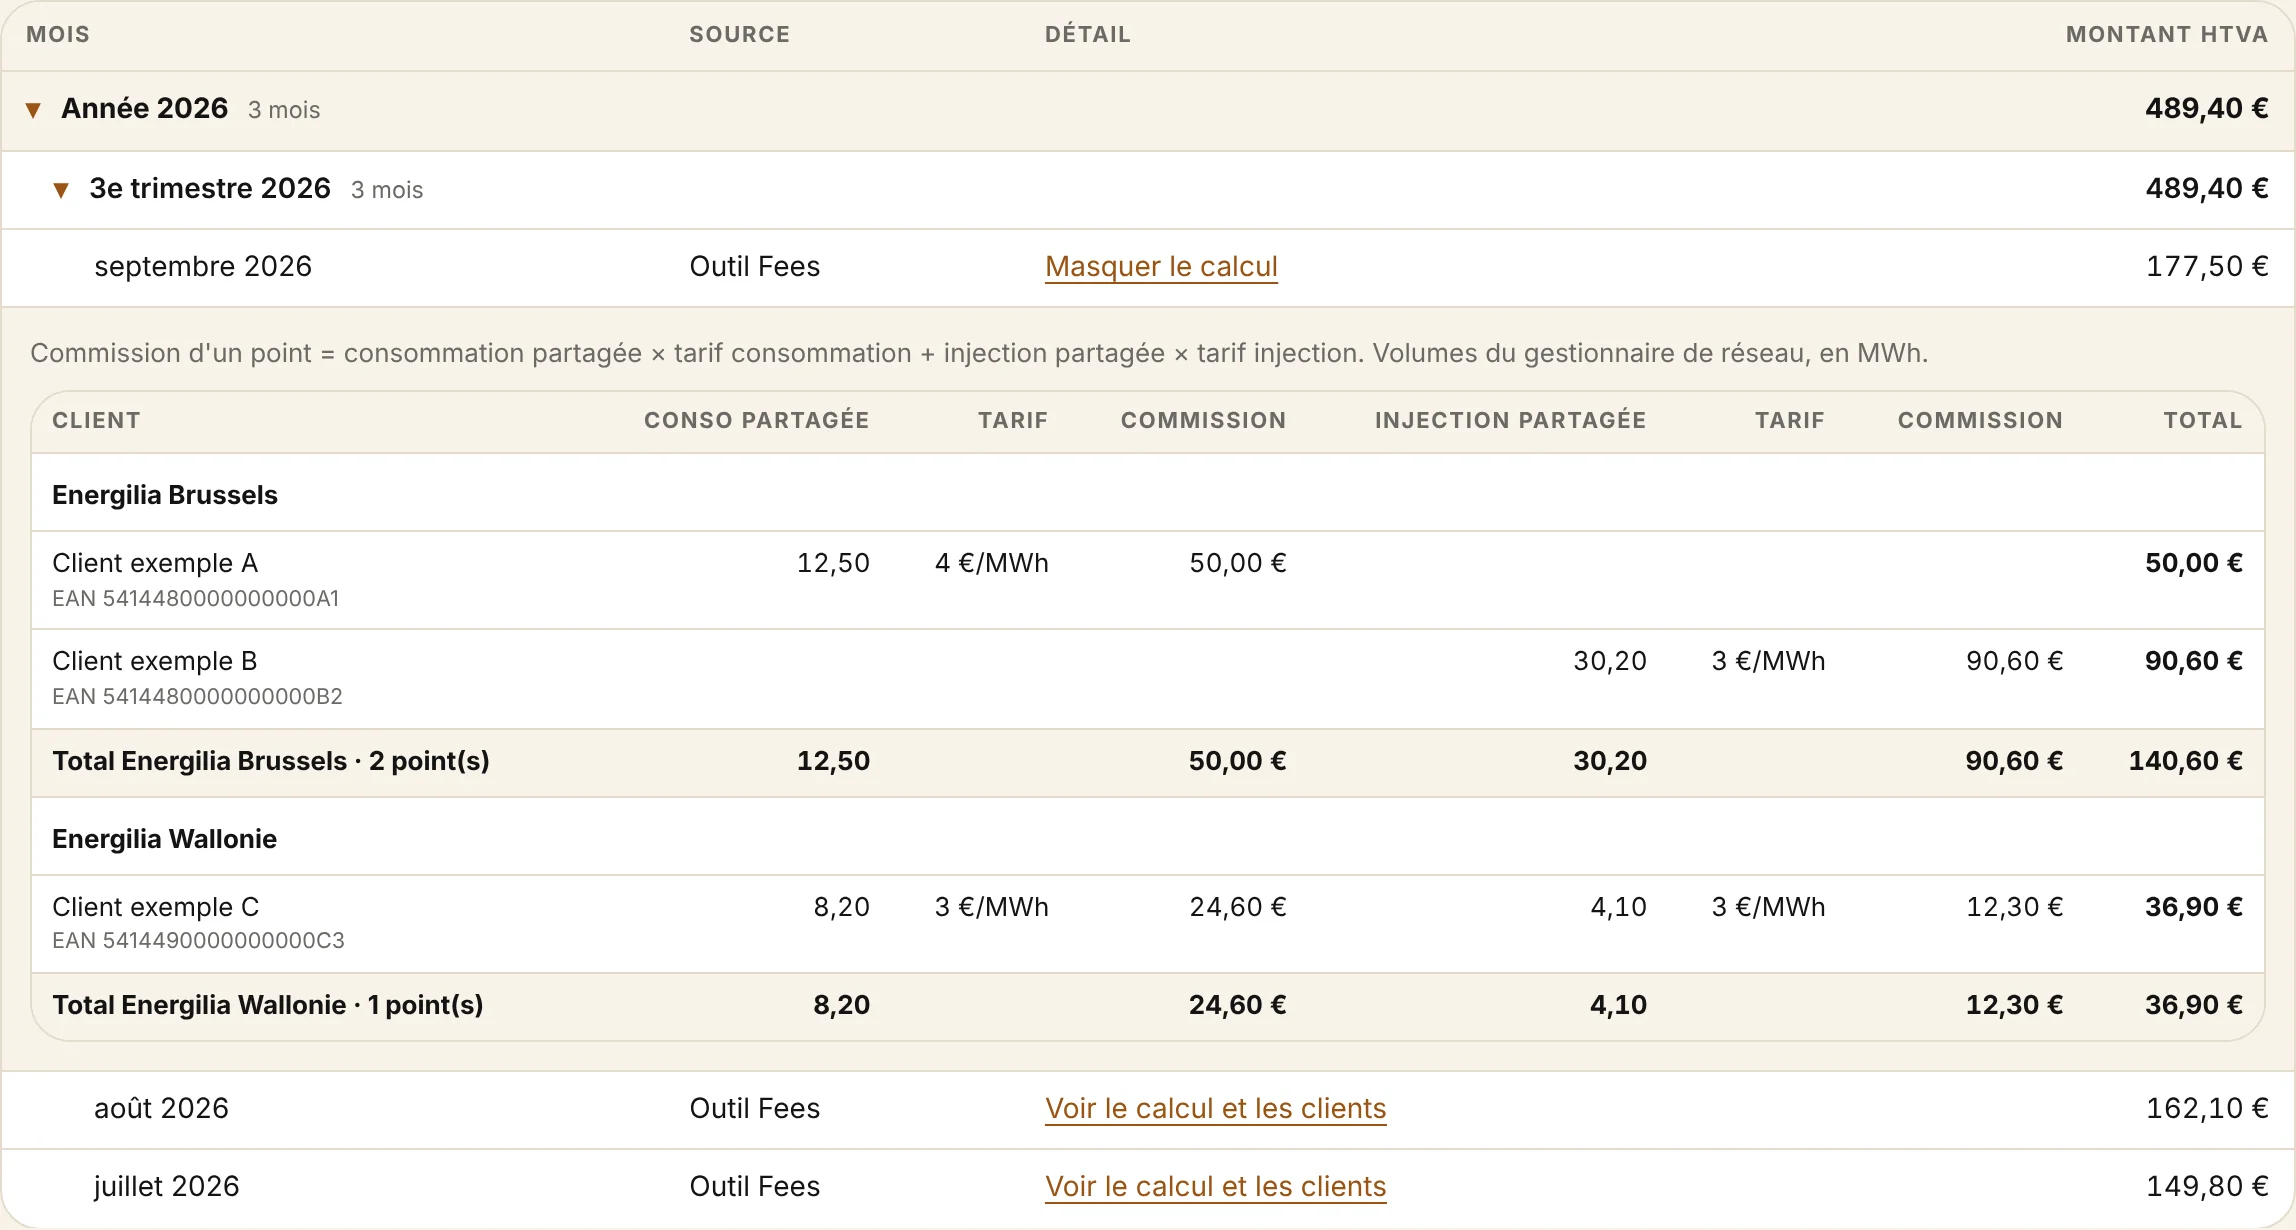 MOIS SOURCE DÉTAIL MONTANT HTVA
▼ Année 2026 3 mois 489,40 €
▼ 3e trimestre 2026 3 mois 489,40 €
septembre 2026 Outil Fees Masquer le calcul 177,50 €
Commission d'un point = consommation partagée × tarif consommation + injection partagée × tarif injection. Volumes du gestionnaire de réseau, en MWh.
CLIENT CONSO PARTAGÉE TARIF COMMISSION INJECTION PARTAGÉE TARIF COMMISSION TOTAL
Energilia Brussels
Client exemple A 12,50 4 €/MWh 50,00 € 50,00 €
EAN 5414480000000000A1
Client exemple B 30,20 3 €/MWh 90,60 € 90,60 €
EAN 5414480000000000B2
Total Energilia Brussels · 2 point(s) 12,50 50,00 € 30,20 90,60 € 140,60 €
Energilia Wallonie
Client exemple C 8,20 3 €/MWh 24,60 € 4,10 3 €/MWh 12,30 € 36,90 €
EAN 5414490000000000C3
Total Energilia Wallonie · 1 point(s) 8,20 24,60 € 4,10 12,30 € 36,90 €
août 2026 Outil Fees Voir le calcul et les clients 162,10 €
juillet 2026 Outil Fees Voir le calcul et les clients 149,80 €